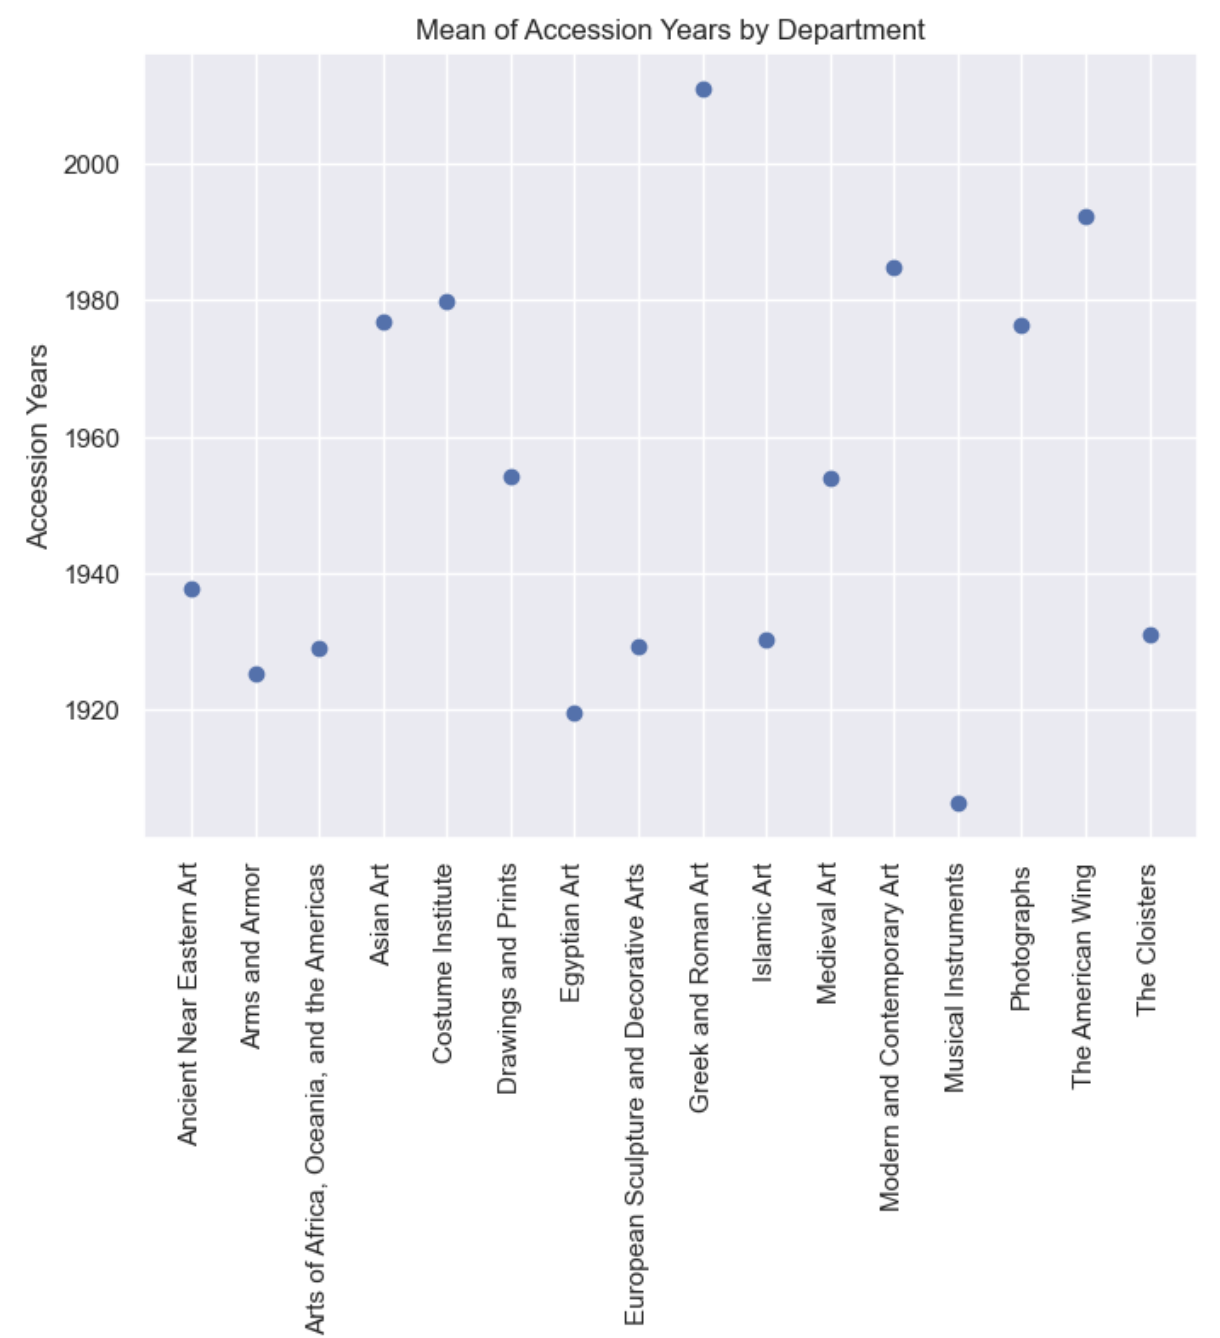 Mean of Accession Years by Department
Accession Years
2000
1980
1960
1940
1920
Ancient Near Eastern Art
Arms and Armor
Arts of Africa, Oceania, and the Americas
Asian Art
Costume Institute
Drawings and Prints
Egyptian Art
European Sculpture and Decorative Arts
Greek and Roman Art
Islamic Art
Medieval Art
Modern and Contemporary Art
Musical Instruments
Photographs
The American Wing
The Cloisters